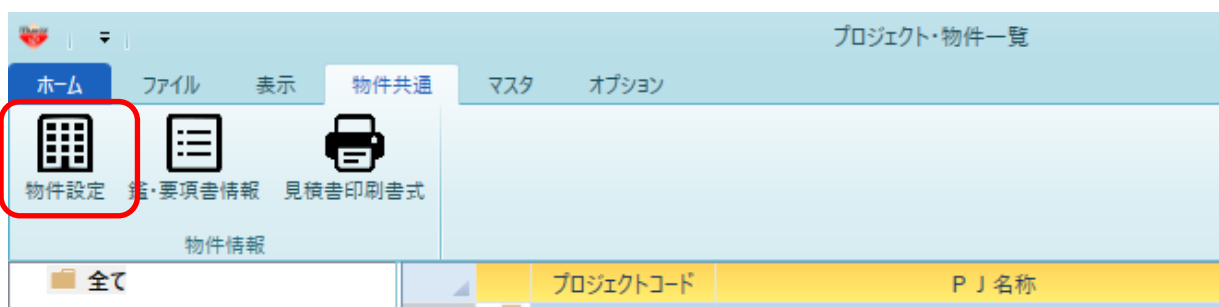 プロジェクト・物件一覧
ホーム ファイル 表示 物件共通 マスタ オプション
物件設定 鑑・要項書情報 見積書印刷書式
物件情報
全て プロジェクトコード PJ名称